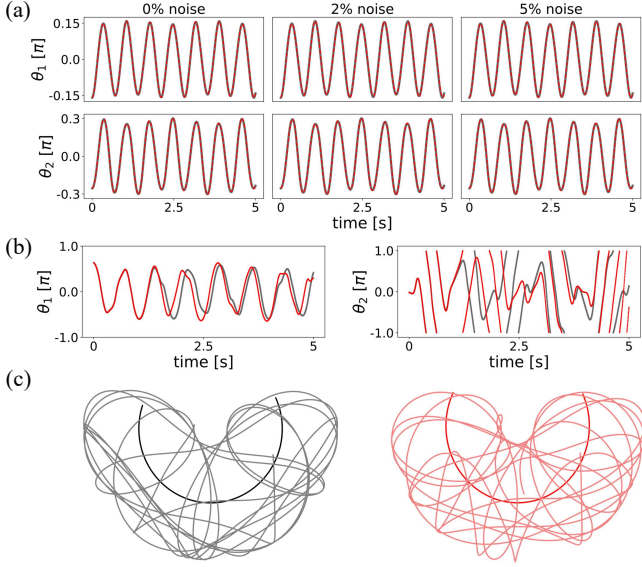 (a)
0% noise 2% noise 5% noise
θ1 [π]
0.15
0.0
-0.15
θ2 [π]
0.3
0.0
-0.3
0 2.5 5 0 2.5 5 0 2.5 5
time [s] time [s] time [s]
(b)
θ1 [π]
1.0
0.0
-1.0
0 2.5 5
time [s]
θ2 [π]
1.0
0.0
-1.0
0 2.5 5
time [s]
(c)